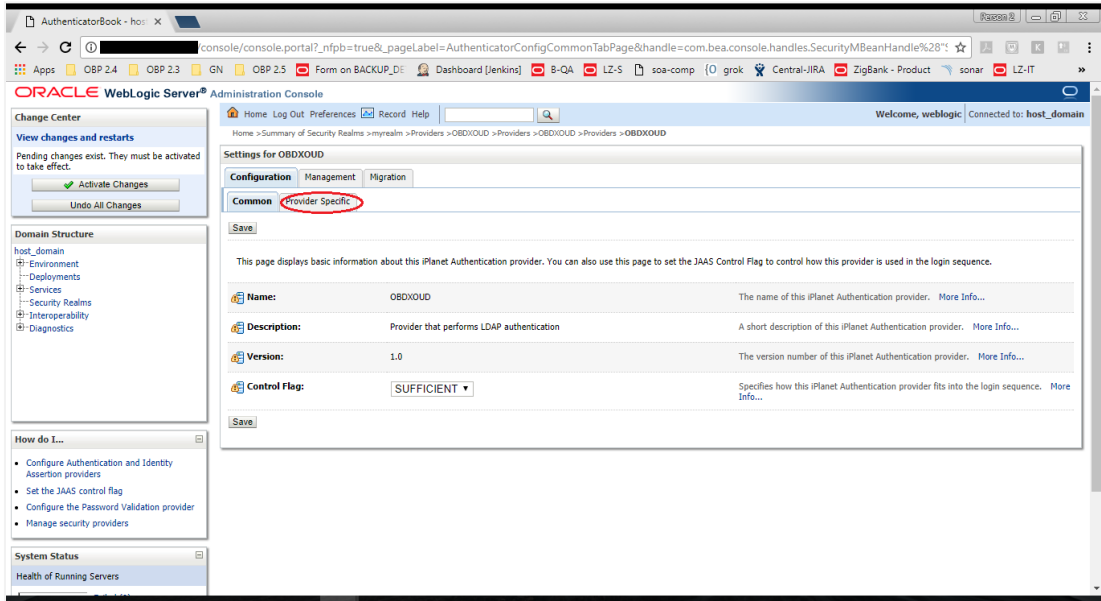 AuthenticatorBook - hos
Person 2
/console/console.portal?_nfpb=true&_pageLabel=AuthenticatorConfigCommonTabPage&handle=com.bea.console.handles.SecurityMBeanHandle%28"S
Apps OBP 2.4 OBP 2.3 GN OBP 2.5 Form on BACKUP_DE Dashboard [Jenkins] B-QA LZ-S soa-comp grok Central-JIRA ZigBank - Product sonar LZ-IT »
ORACLE WebLogic Server® Administration Console
Change Center
View changes and restarts
Pending changes exist. They must be activated
to take effect.
Activate Changes
Undo All Changes
Domain Structure
host_domain
Environment
Deployments
Services
Security Realms
Interoperability
Diagnostics
How do I...
Configure Authentication and Identity
Assertion providers
Set the JAAS control flag
Configure the Password Validation provider
Manage security providers
System Status
Health of Running Servers
Home Log Out Preferences Record Help
Welcome, weblogic Connected to: host_domain
Home >Summary of Security Realms >myrealm >Providers >OBDXOUD >Providers >OBDXOUD >Providers >OBDXOUD
Settings for OBDXOUD
Configuration Management Migration
Common Provider Specific
Save
This page displays basic information about this iPlanet Authentication provider. You can also use this page to set the JAAS Control Flag to control how this provider is used in the login sequence.
Name: OBDXOUD The name of this iPlanet Authentication provider. More Info...
Description: Provider that performs LDAP authentication A short description of this iPlanet Authentication provider. More Info...
Version: 1.0 The version number of this iPlanet Authentication provider. More Info...
Control Flag: SUFFICIENT Specifies how this iPlanet Authentication provider fits into the login sequence. More
Info...
Save